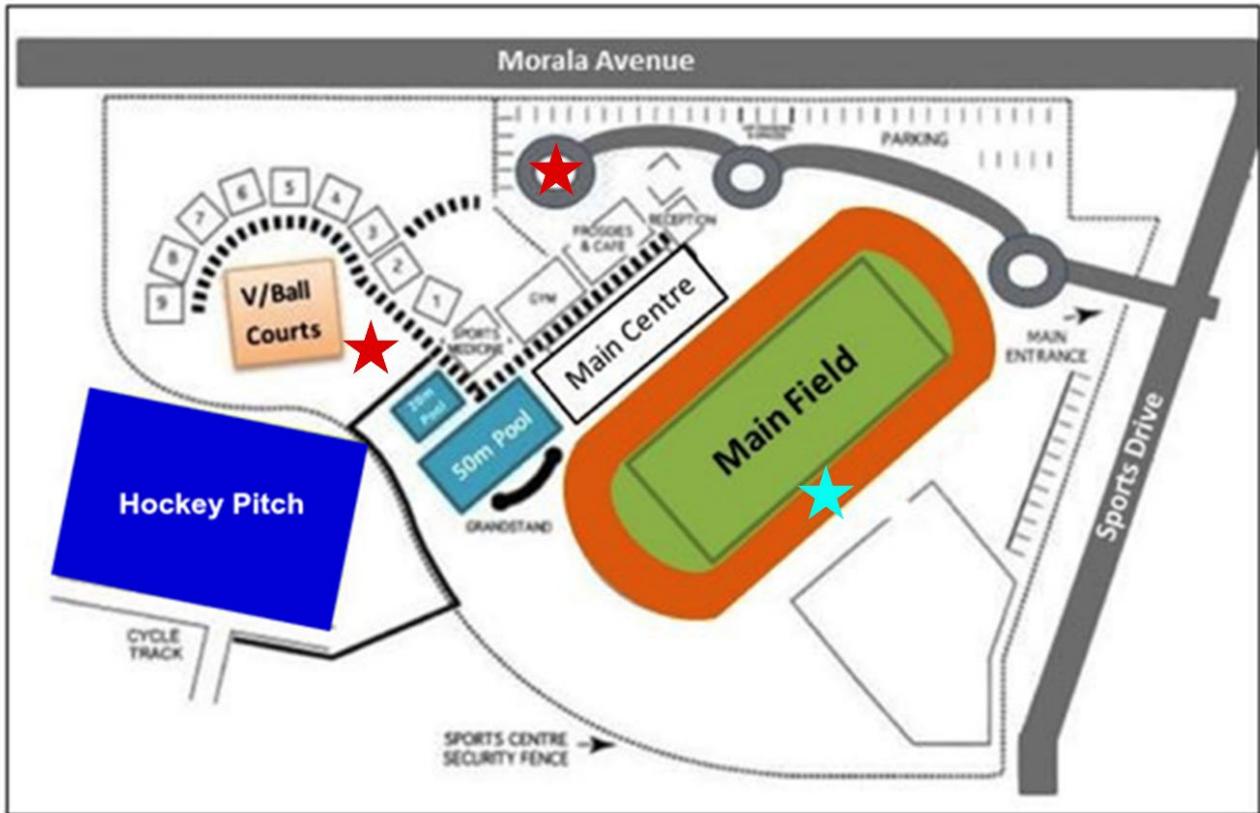 Morala Avenue
PARKING
RECEPTION
FROGGIES
& CAFE
5
6
4
7
3
8
2
9
1
GYM
V/Ball
Courts
SPORTS
MEDICINE
Main Centre
MAIN
ENTRANCE
Pool
50m Pool
Main Field
Hockey Pitch
GRANDSTAND
Sports Drive
CYCLE
TRACK
SPORTS CENTRE
SECURITY FENCE